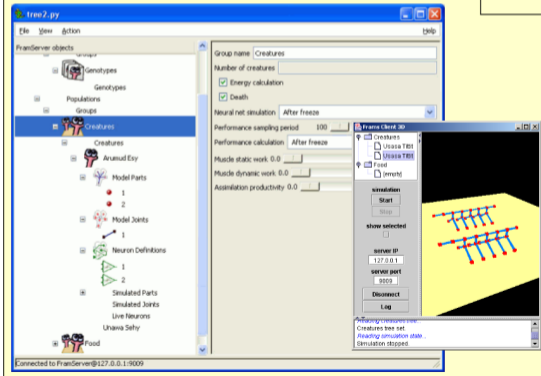 tree2.py
File View Action Help
FramServer objects
Groups
Genotypes
Genotypes
Populations
Groups
Creatures
Creatures
Arumud Esy
Model Parts
1
2
Model Joints
1
Neuron Definitions
1
2
Simulated Parts
Simulated Joints
Live Neurons
Unawa Sehy
Food
Connected to FramServer@127.0.0.1:9009
Group name Creatures
Number of creatures
Energy calculation
Death
Neural net simulation After freeze
Performance sampling period 100
Performance calculation After freeze
Muscle static work 0.0
Muscle dynamic work 0.0
Assimilation productivity 0.0
Frams Client 3D
Creatures
Food
[empty]
simulation
Start
Stop
show selected
server IP
127.0.0.1
server port
9009
Disconnect
Log
Reading creatures tree...
Creatures tree set.
Reading simulation state...
Simulation stopped.